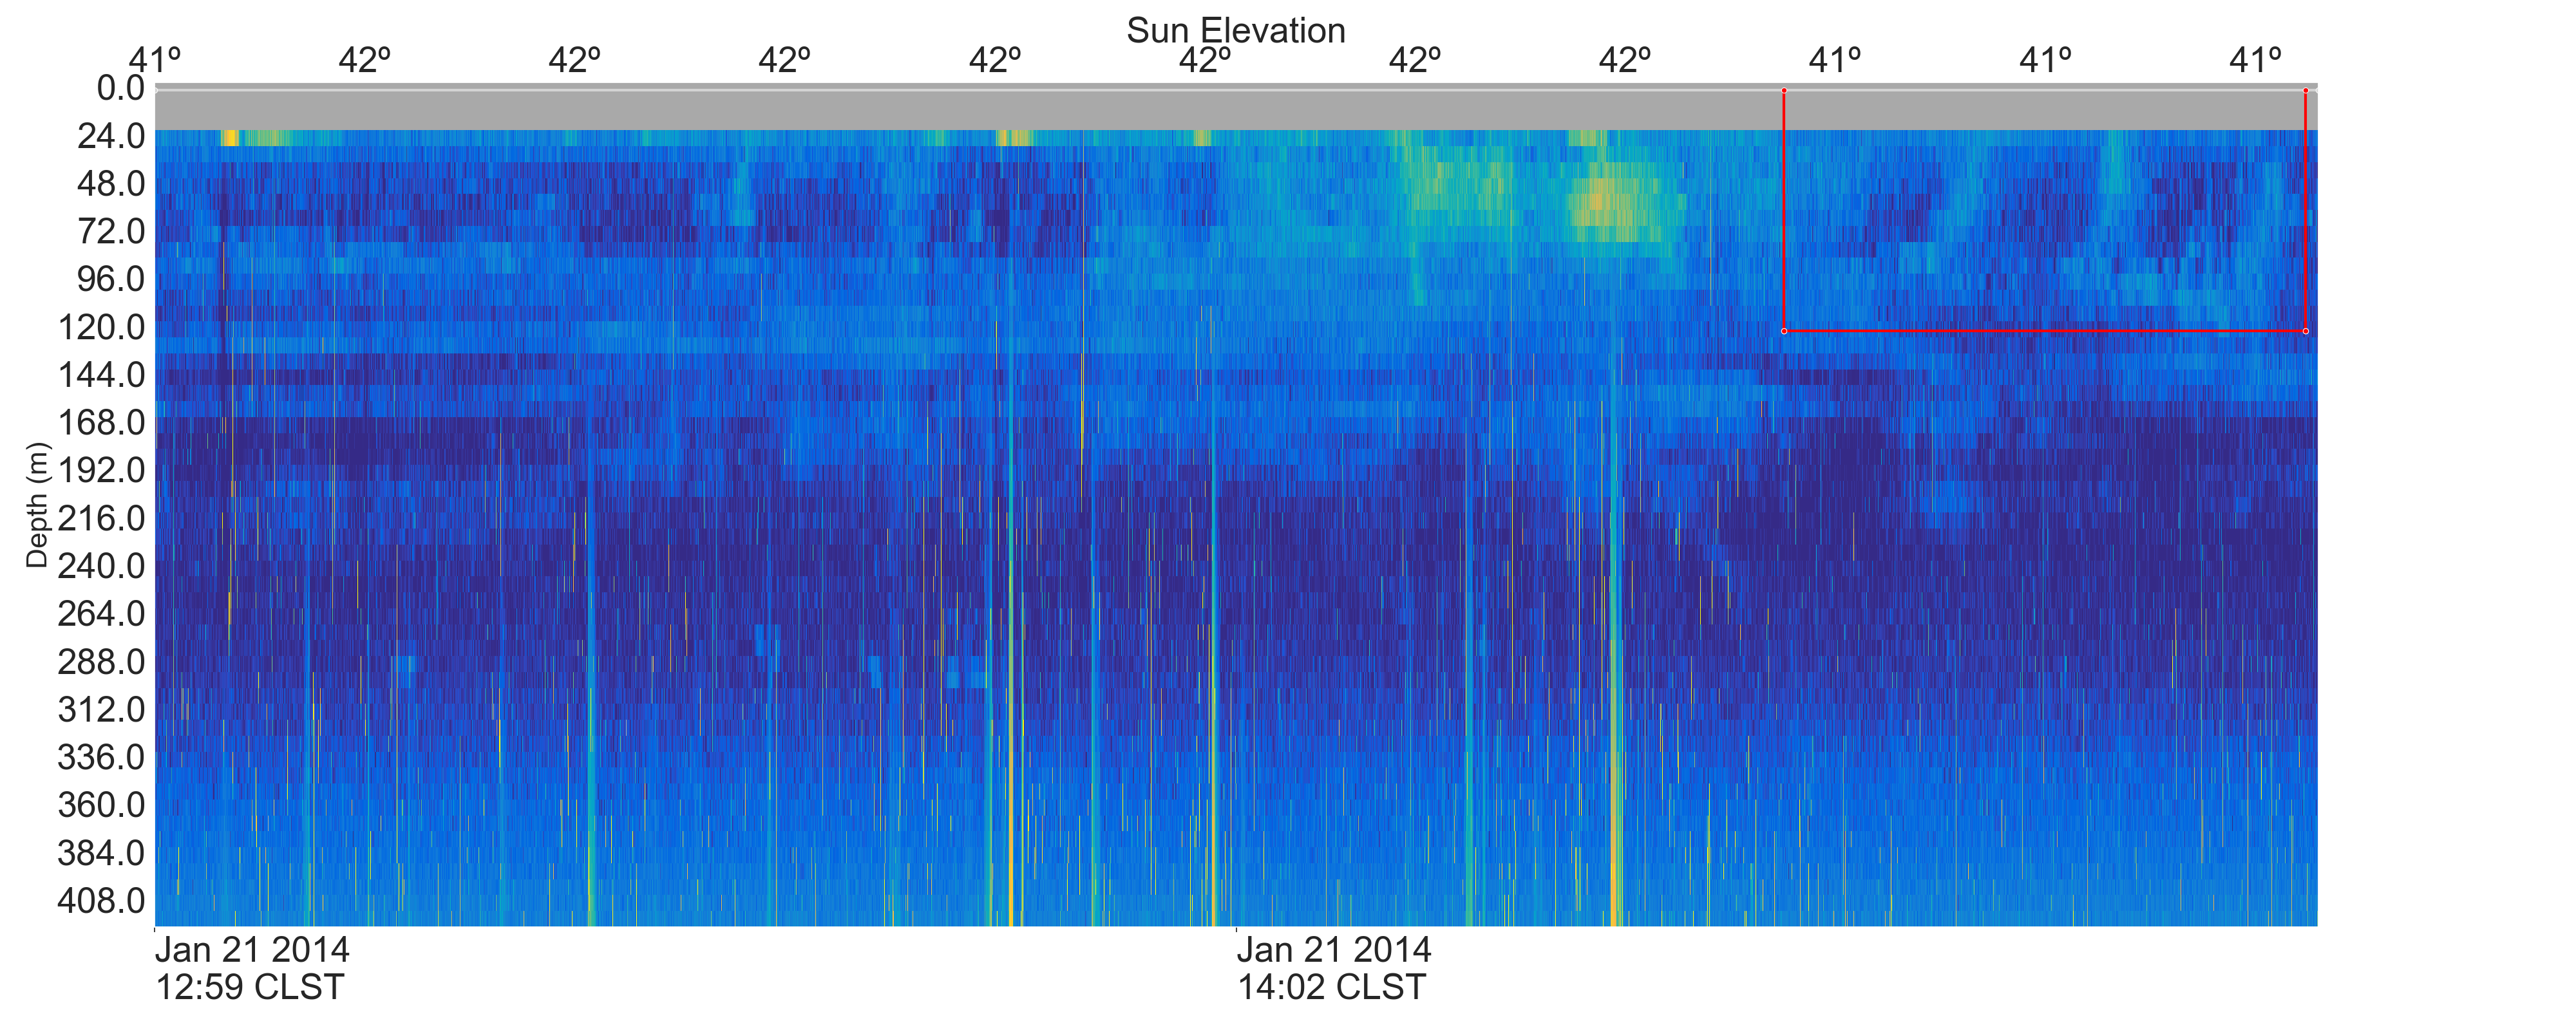 Sun Elevation
41º 42º 42º 42º 42º 42º 42º 42º 41º 41º 41º
0.0
24.0
48.0
72.0
96.0
120.0
144.0
168.0
192.0
216.0
240.0
264.0
288.0
312.0
336.0
360.0
384.0
408.0
Depth (m)
Jan 21 2014
12:59 CLST
Jan 21 2014
14:02 CLST